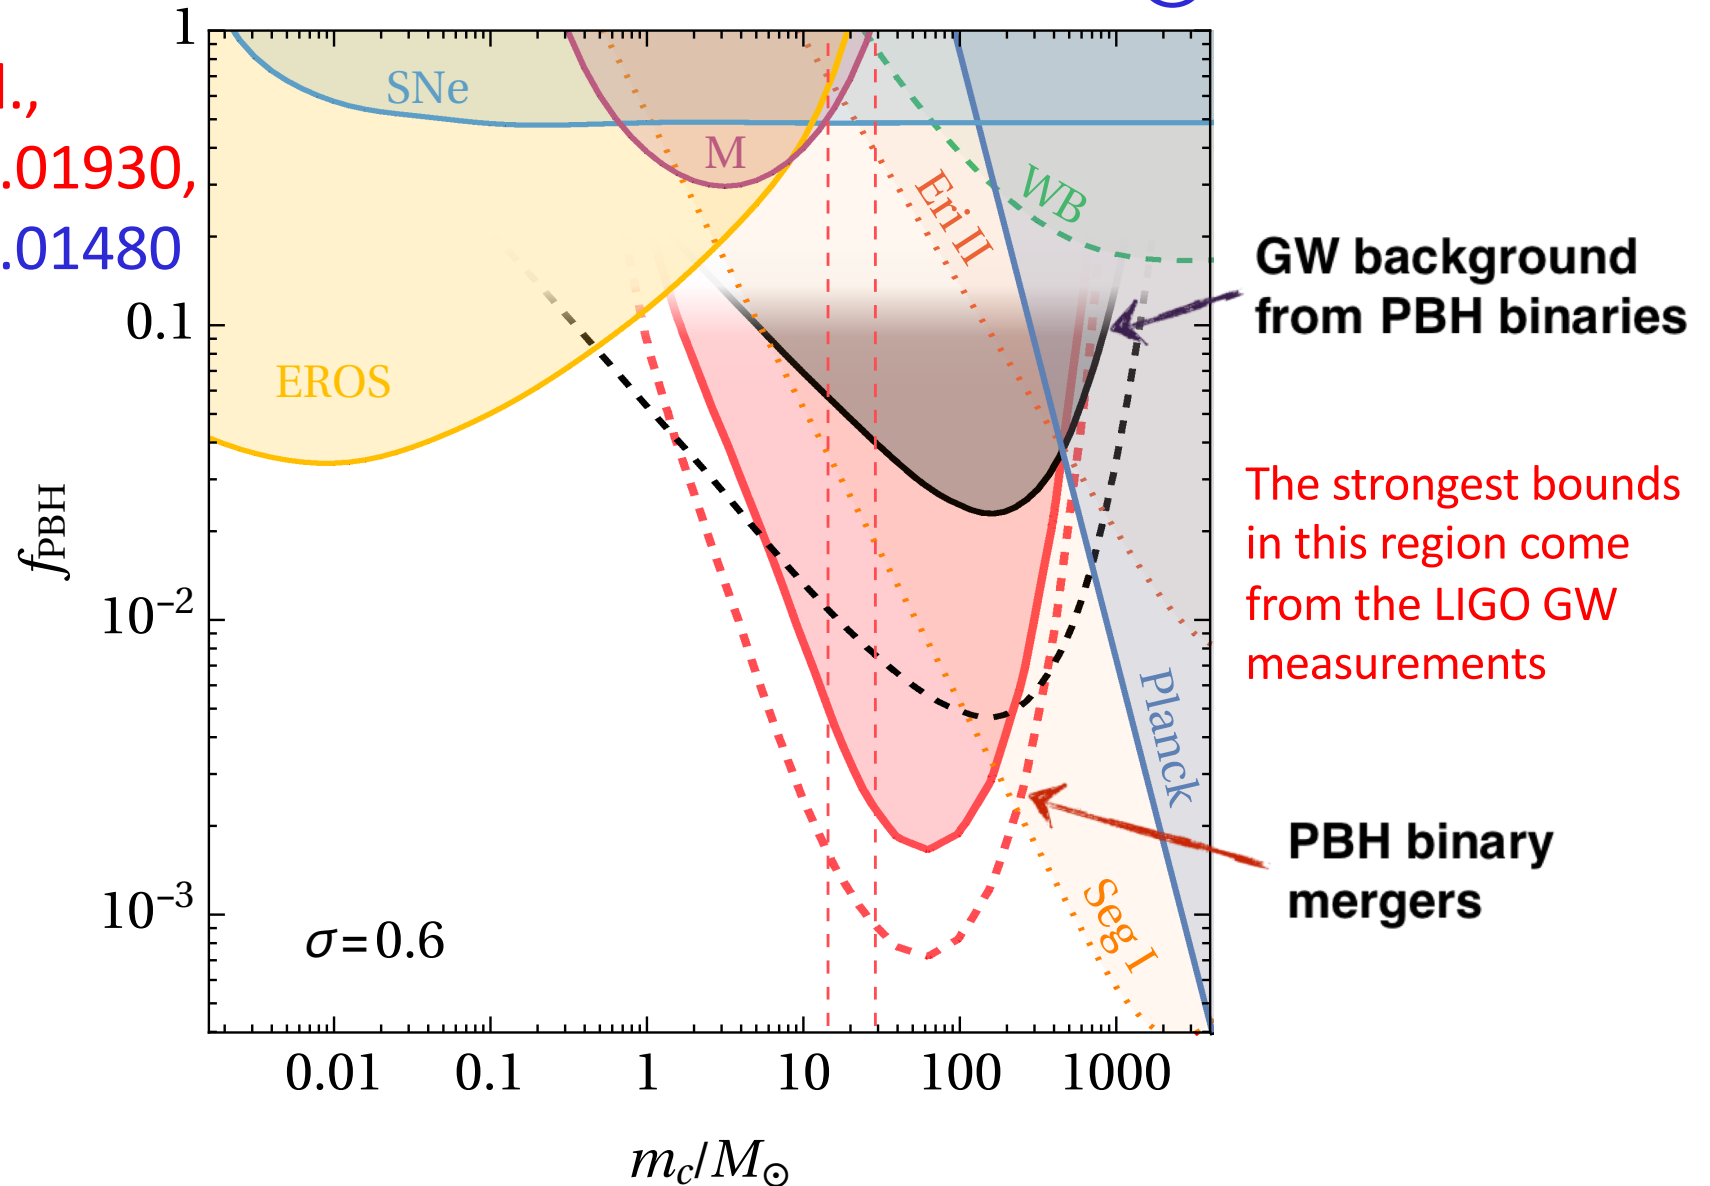 l.,
.01930,
.01480
1
0.1
10⁻²
10⁻³
f_PBH
SNe
M
EROS
Eri II
WB
Planck
Seg I
σ=0.6
0.01 0.1 1 10 100 1000
m_c/M_⊙
GW background
from PBH binaries
The strongest bounds
in this region come
from the LIGO GW
measurements
PBH binary
mergers